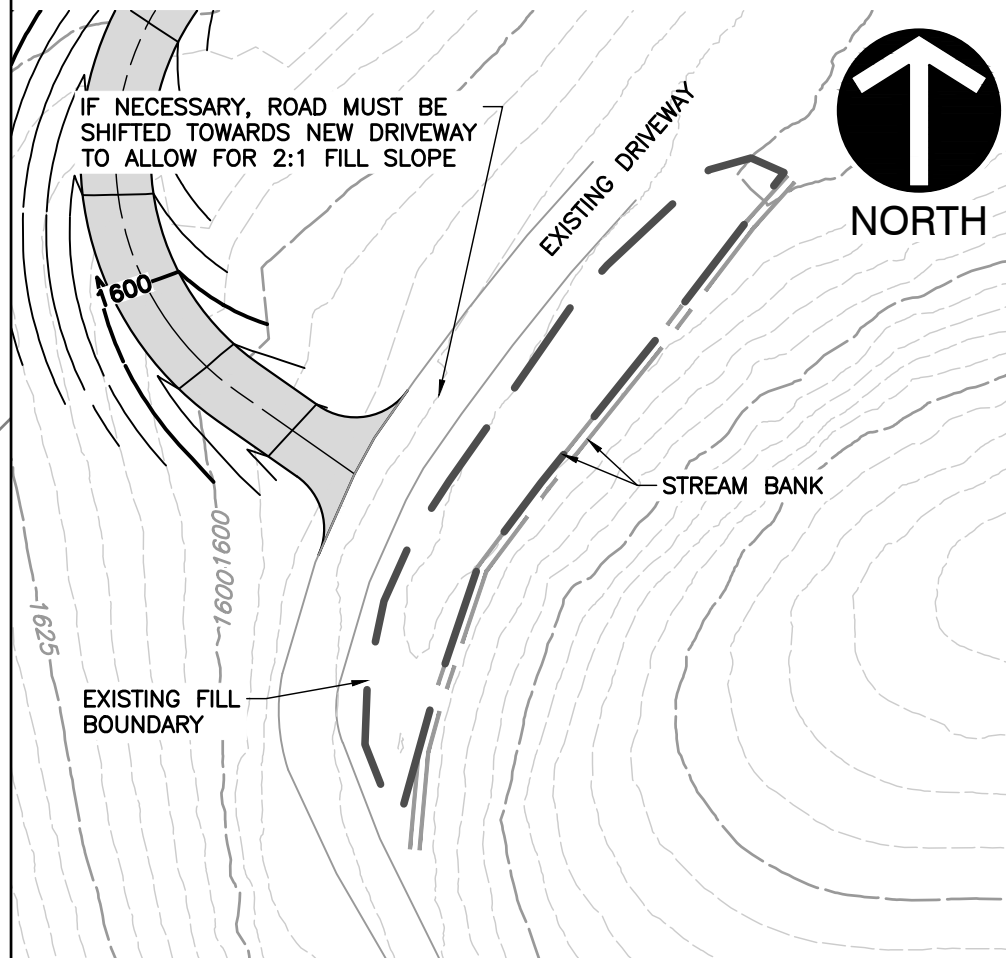 IF NECESSARY, ROAD MUST BE
SHIFTED TOWARDS NEW DRIVEWAY
TO ALLOW FOR 2:1 FILL SLOPE
EXISTING DRIVEWAY
NORTH
1600
STREAM BANK
1600
1600
1625
EXISTING FILL
BOUNDARY